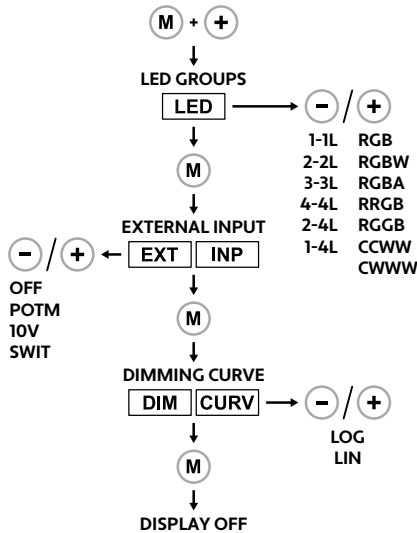 M + +
LED GROUPS
LED
− / +
1-1L RGB
2-2L RGBW
3-3L RGBA
4-4L RRGB
2-4L RGGB
1-4L CCWW
CWWW
M
EXTERNAL INPUT
− / +
EXT INP
OFF
POTM
10V
SWIT
M
DIMMING CURVE
DIM CURV
− / +
LOG
LIN
M
DISPLAY OFF